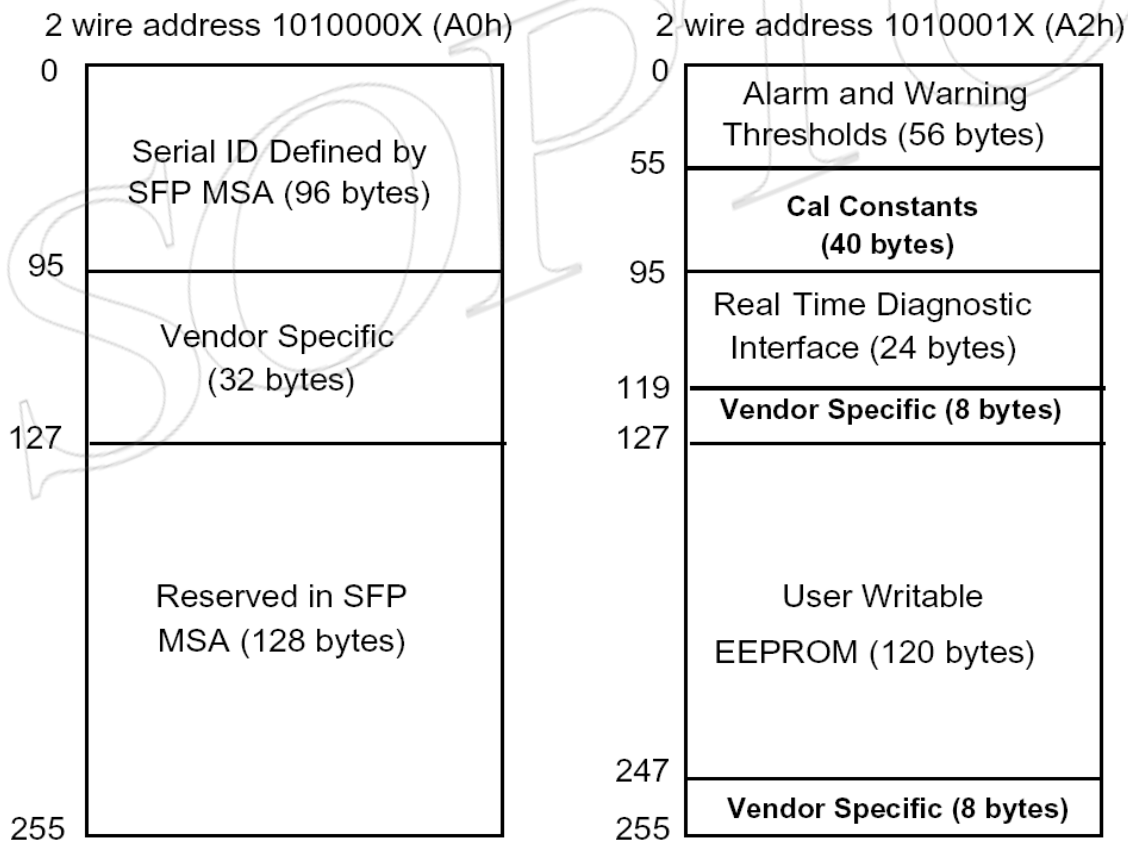 2 wire address 1010000X (A0h)
0
Serial ID Defined by
SFP MSA (96 bytes)
95
Vendor Specific
(32 bytes)
127
Reserved in SFP
MSA (128 bytes)
255
2 wire address 1010001X (A2h)
0
Alarm and Warning
Thresholds (56 bytes)
55
Cal Constants
(40 bytes)
95
Real Time Diagnostic
Interface (24 bytes)
119
Vendor Specific (8 bytes)
127
User Writable
EEPROM (120 bytes)
247
Vendor Specific (8 bytes)
255
SOPTO